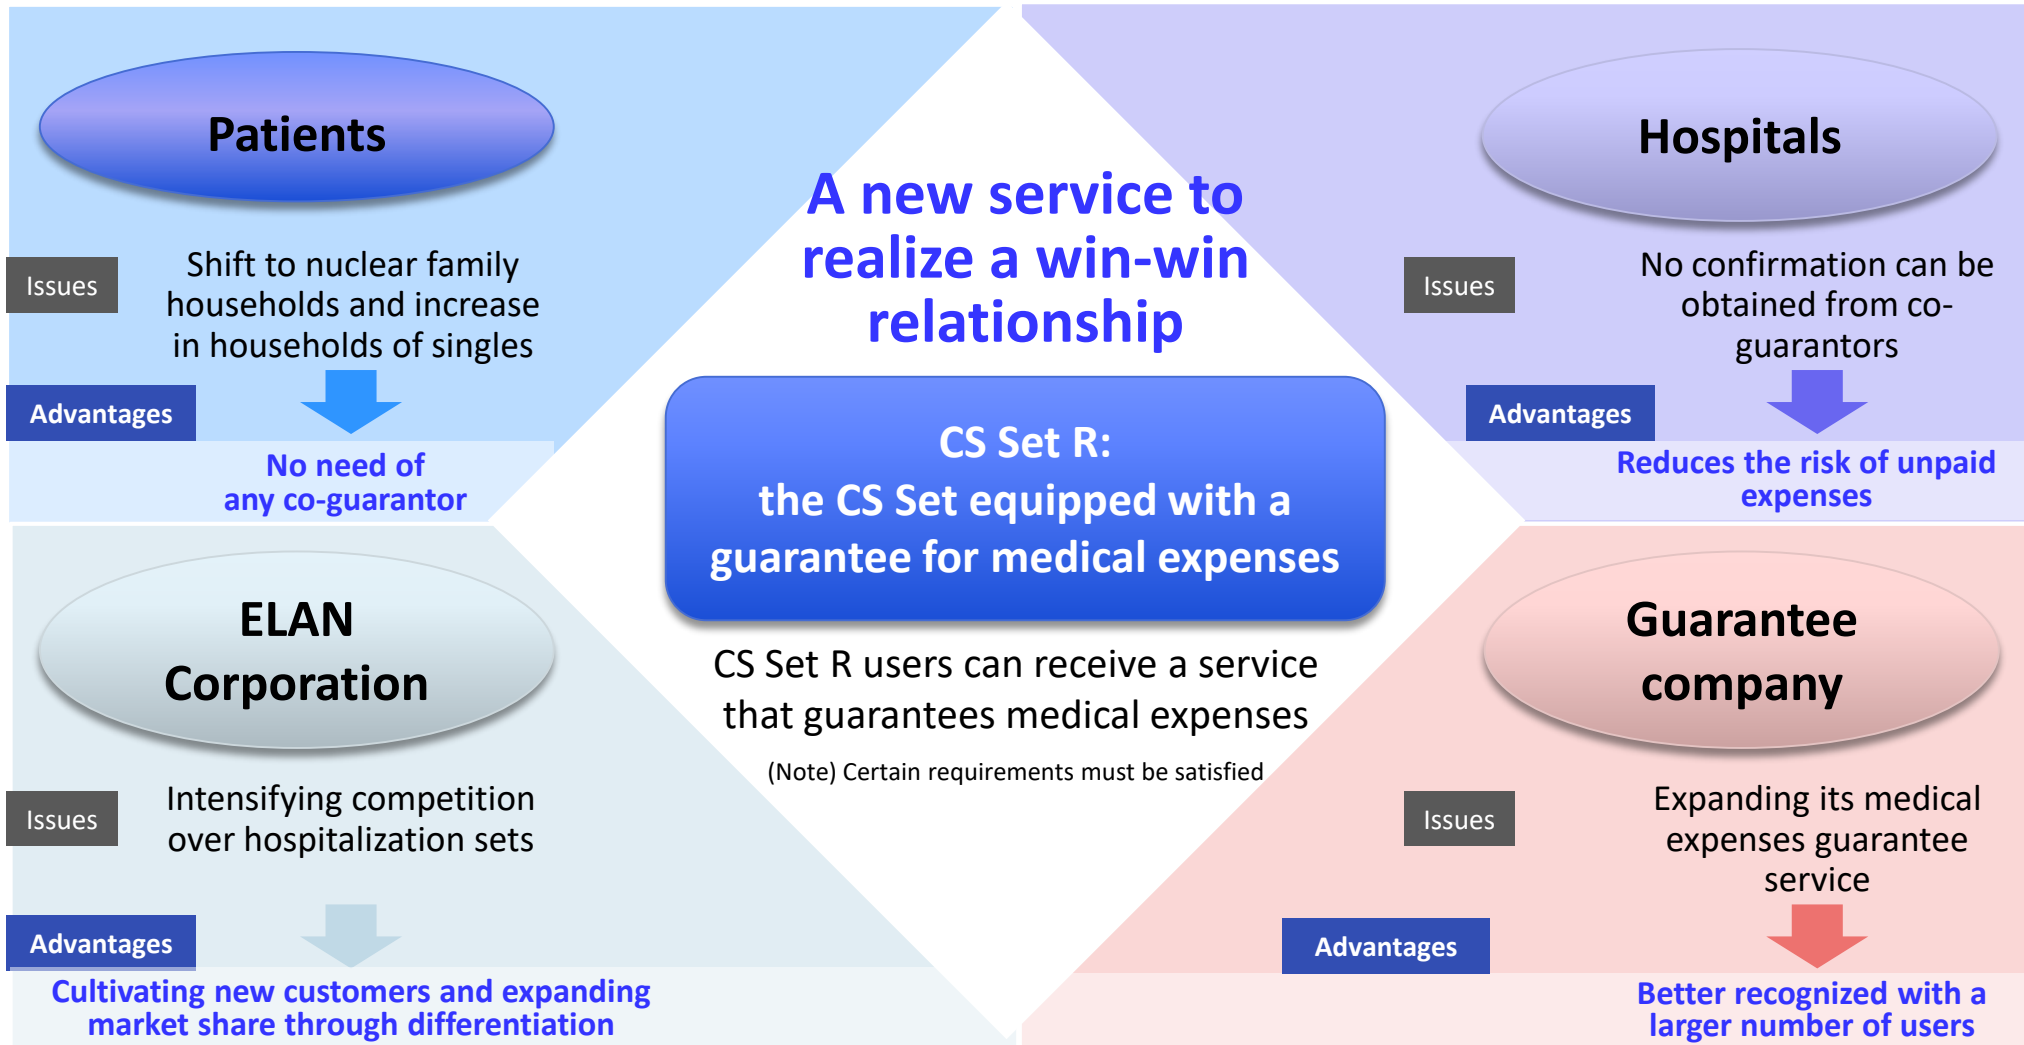 Patients
Issues
Shift to nuclear family
households and increase
in households of singles
Advantages
No need of
any co-guarantor
A new service to
realize a win-win
relationship
CS Set R:
the CS Set equipped with a
guarantee for medical expenses
CS Set R users can receive a service
that guarantees medical expenses
(Note) Certain requirements must be satisfied
Hospitals
Issues
No confirmation can be
obtained from co-
guarantors
Advantages
Reduces the risk of unpaid
expenses
ELAN
Corporation
Issues
Intensifying competition
over hospitalization sets
Advantages
Cultivating new customers and expanding
market share through differentiation
Guarantee
company
Issues
Expanding its medical
expenses guarantee
service
Advantages
Better recognized with a
larger number of users